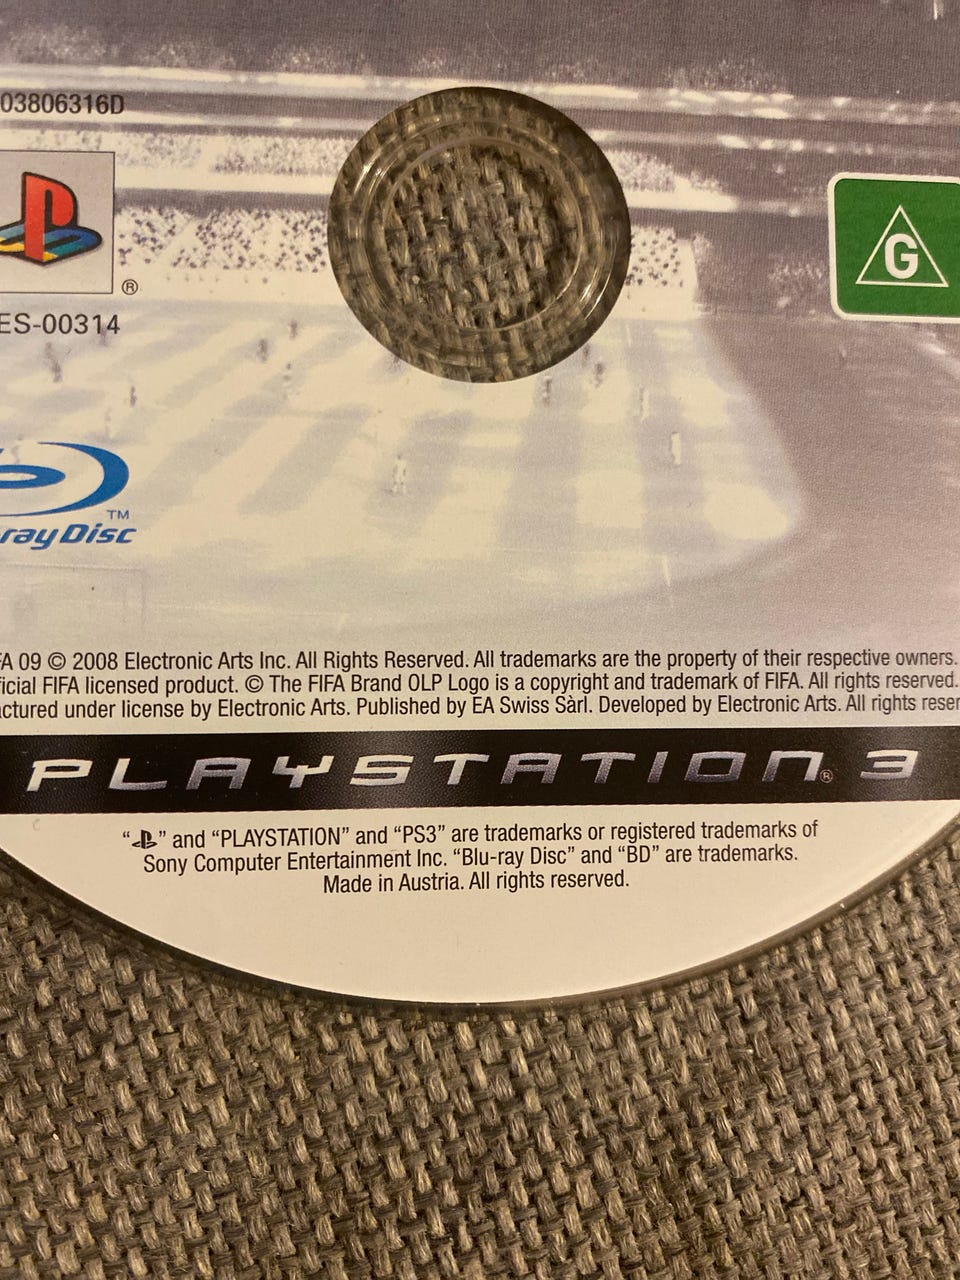 03806316D
G
®
ES-00314
TM
ray Disc
FA 09 © 2008 Electronic Arts Inc. All Rights Reserved. All trademarks are the property of their respective owners.
ficial FIFA licensed product. © The FIFA Brand OLP Logo is a copyright and trademark of FIFA. All rights reserved.
actured under license by Electronic Arts. Published by EA Swiss Sàrl. Developed by Electronic Arts. All rights reser
PLAYSTATION® 3
“ ” and “PLAYSTATION” and “PS3” are trademarks or registered trademarks of
Sony Computer Entertainment Inc. “Blu-ray Disc” and “BD” are trademarks.
Made in Austria. All rights reserved.